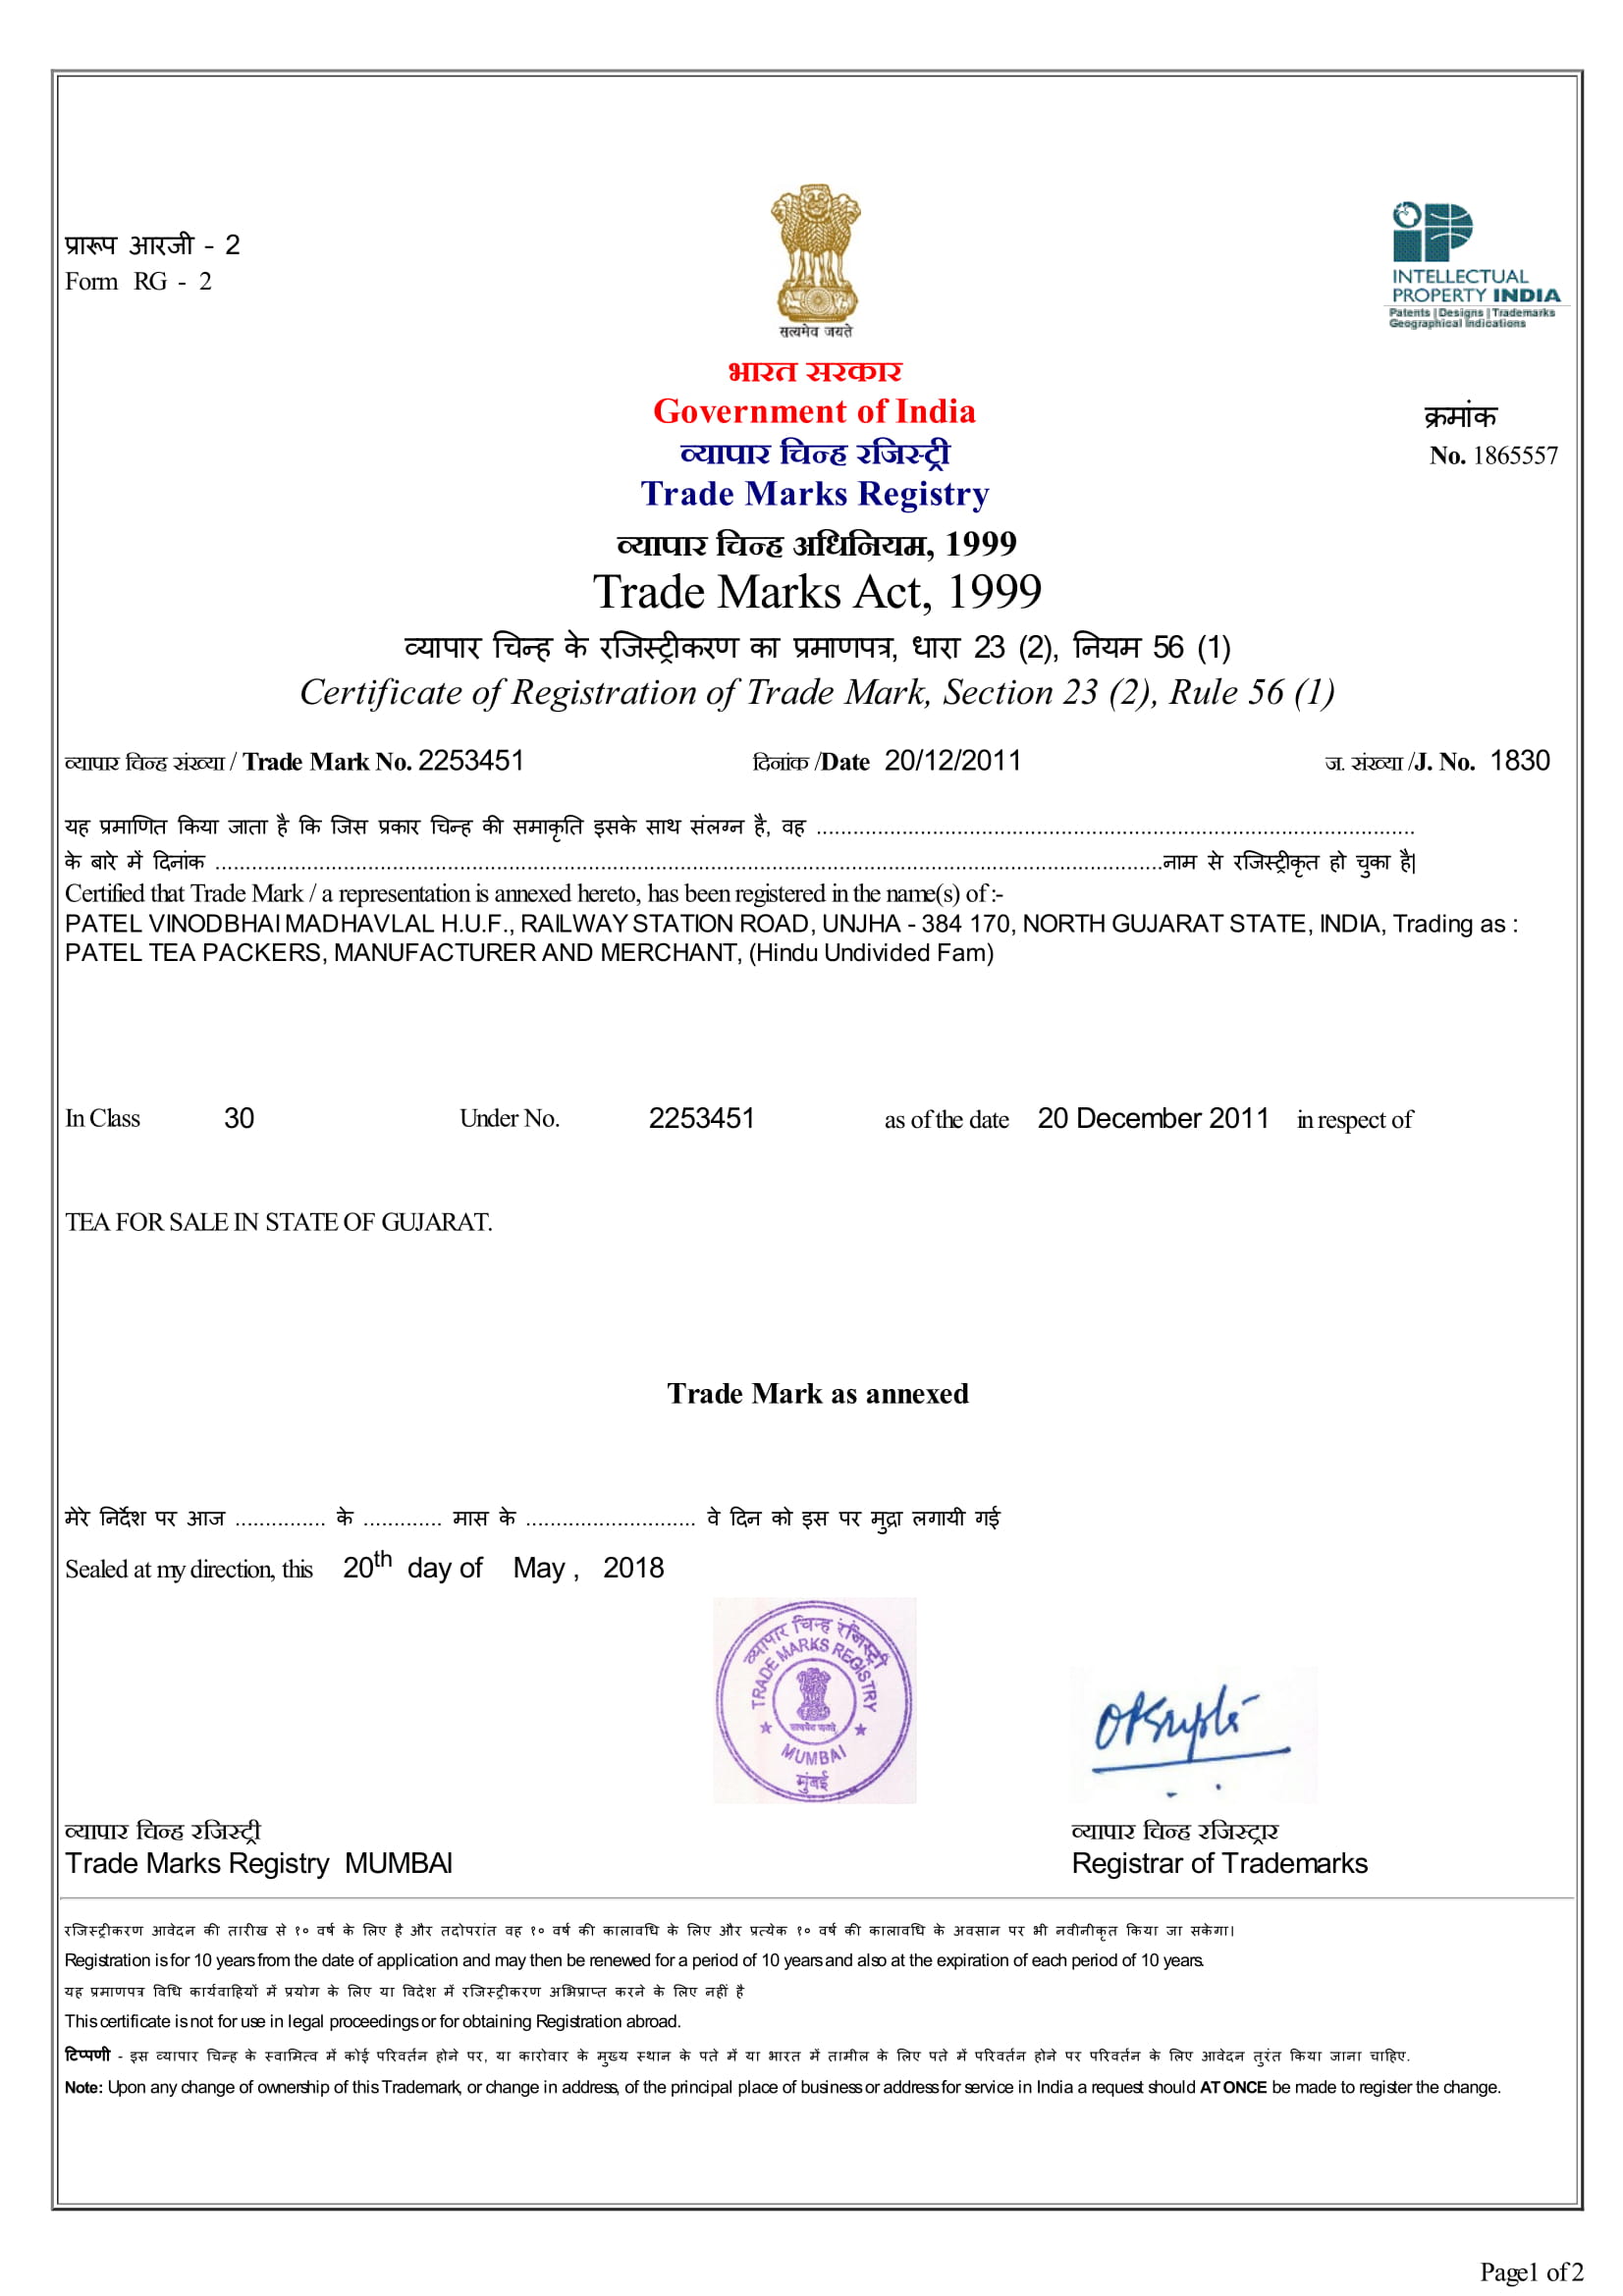 प्रारूप आरजी - 2
Form RG - 2
सत्यमेव जयते
INTELLECTUAL
PROPERTY INDIA
Patents | Designs | Trademarks
Geographical Indications
भारत सरकार
Government of India
क्रमांक
व्यापार चिन्ह रजिस्ट्री
No. 1865557
Trade Marks Registry
व्यापार चिन्ह अधिनियम, 1999
Trade Marks Act, 1999
व्यापार चिन्ह के रजिस्ट्रीकरण का प्रमाणपत्र, धारा 23 (2), नियम 56 (1)
Certificate of Registration of Trade Mark, Section 23 (2), Rule 56 (1)
व्यापार चिन्ह संख्या / Trade Mark No. 2253451 दिनांक /Date 20/12/2011 ज. संख्या /J. No. 1830
यह प्रमाणित किया जाता है कि जिस प्रकार चिन्ह की समाकृति इसके साथ संलग्न है, वह ..........
के बारे में दिनांक ..........नाम से रजिस्ट्रीकृत हो चुका है|
Certified that Trade Mark / a representation is annexed hereto, has been registered in the name(s) of :-
PATEL VINODBHAI MADHAVLAL H.U.F., RAILWAY STATION ROAD, UNJHA - 384 170, NORTH GUJARAT STATE, INDIA, Trading as :
PATEL TEA PACKERS, MANUFACTURER AND MERCHANT, (Hindu Undivided Fam)
In Class 30 Under No. 2253451 as of the date 20 December 2011 in respect of
TEA FOR SALE IN STATE OF GUJARAT.
Trade Mark as annexed
मेरे निर्देश पर आज ............... के ............. मास के ............................ वे दिन को इस पर मुद्रा लगायी गई
Sealed at my direction, this 20th day of May , 2018
व्यापार चिन्ह रजिस्ट्री
TRADE MARKS REGISTRY
MUMBAI
मुंबई
व्यापार चिन्ह रजिस्ट्री
Trade Marks Registry MUMBAI
व्यापार चिन्ह रजिस्ट्रार
Registrar of Trademarks
रजिस्ट्रीकरण आवेदन की तारीख से १० वर्ष के लिए है और तदोपरांत वह १० वर्ष की कालावधि के लिए और प्रत्येक १० वर्ष की कालावधि के अवसान पर भी नवीनीकृत किया जा सकेगा।
Registration is for 10 years from the date of application and may then be renewed for a period of 10 years and also at the expiration of each period of 10 years.
यह प्रमाणपत्र विधि कार्यवाहियों में प्रयोग के लिए या विदेश में रजिस्ट्रीकरण अभिप्राप्त करने के लिए नहीं है
This certificate is not for use in legal proceedings or for obtaining Registration abroad.
टिप्पणी - इस व्यापार चिन्ह के स्वामित्व में कोई परिवर्तन होने पर, या कारोवार के मुख्य स्थान के पते में या भारत में तामील के लिए पते में परिवर्तन होने पर परिवर्तन के लिए आवेदन तुरंत किया जाना चाहिए.
Note: Upon any change of ownership of this Trademark, or change in address, of the principal place of business or address for service in India a request should AT ONCE be made to register the change.
Page1 of 2